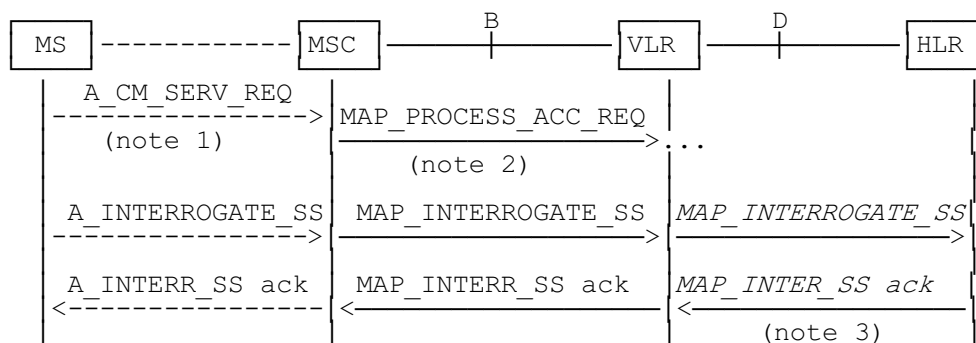 B D
MS MSC VLR HLR
A_CM_SERV_REQ
MAP_PROCESS_ACC_REQ
(note 1) ...
(note 2)
A_INTERROGATE_SS MAP_INTERROGATE_SS MAP_INTERROGATE_SS
A_INTERR_SS ack MAP_INTERR_SS ack MAP_INTER_SS ack
(note 3)